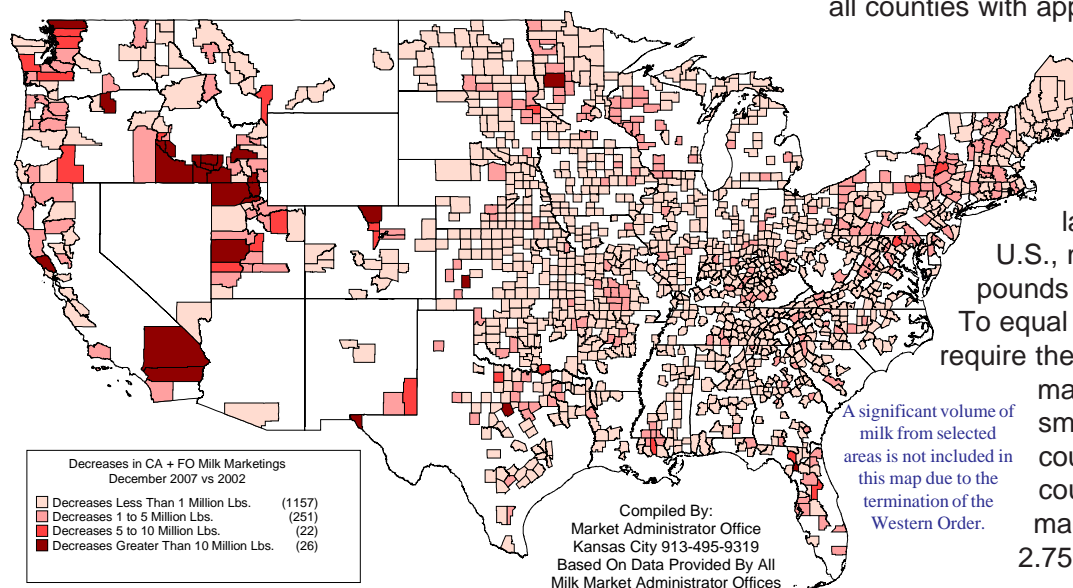 all counties with app
la
U.S., r
pounds
To equal
require the
ma
sm
cou
cou
ma
2.75
A significant volume of
milk from selected
areas is not included in
this map due to the
termination of the
Western Order.
Decreases in CA + FO Milk Marketings
December 2007 vs 2002
Decreases Less Than 1 Million Lbs. (1157)
Decreases 1 to 5 Million Lbs. (251)
Decreases 5 to 10 Million Lbs. (22)
Decreases Greater Than 10 Million Lbs. (26)
Compiled By:
Market Administrator Office
Kansas City 913-495-9319
Based On Data Provided By All
Milk Market Administrator Offices